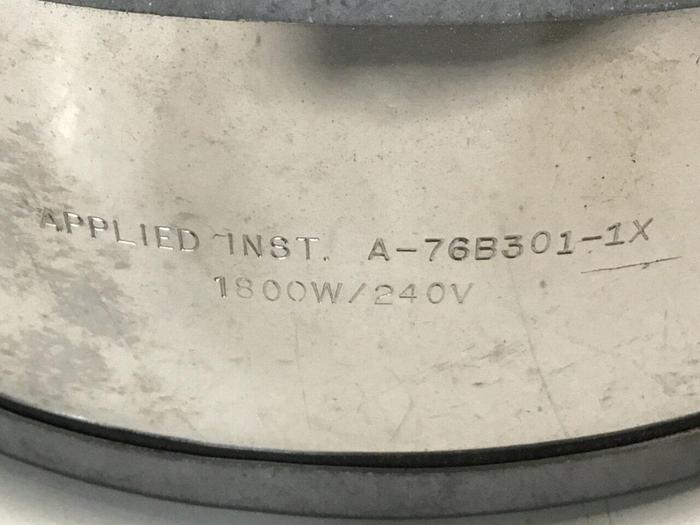 APPLIED INST. A-76B301-1X
1800W/240V